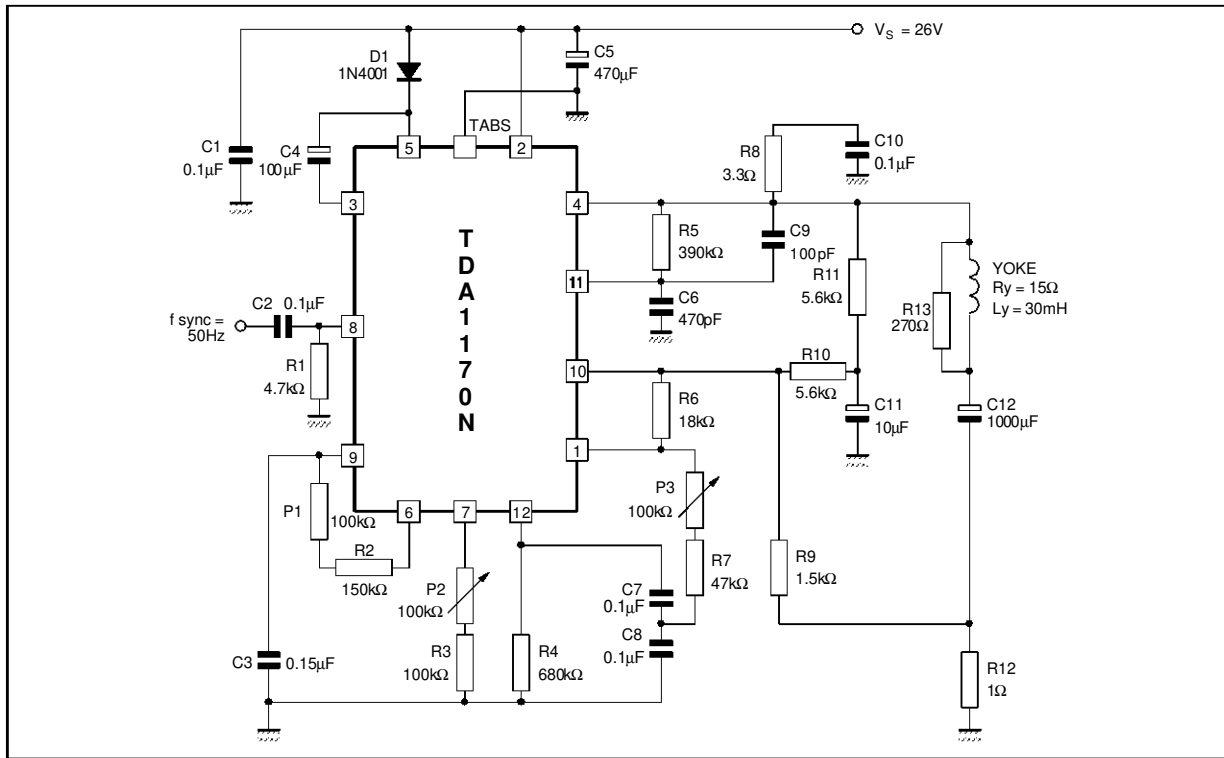 V_S = 26V
D1
1N4001
C5
470µF
TABS
C1
0.1µF
C4
100µF
5
2
3
4
R8
3.3Ω
C10
0.1µF
R5
390kΩ
C9
100pF
11
C6
470pF
R11
5.6kΩ
R13
270Ω
YOKE
Ry = 15Ω
Ly = 30mH
f sync =
50Hz
C2
0.1µF
8
R1
4.7kΩ
TDA1170N
10
R10
5.6kΩ
R6
18kΩ
C11
10µF
C12
1000µF
9
1
P1
100kΩ
R2
150kΩ
6
7
12
P3
100kΩ
R7
47kΩ
R9
1.5kΩ
P2
100kΩ
C7
0.1µF
C8
0.1µF
C3
0.15µF
R3
100kΩ
R4
680kΩ
R12
1Ω